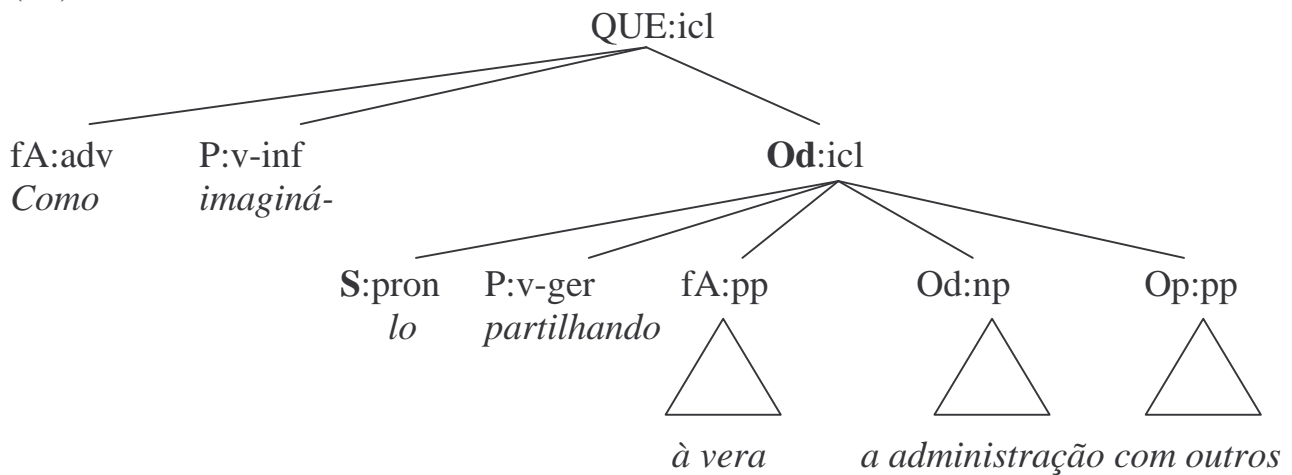 QUE:icl
fA:adv P:v-inf Od:icl
Como imaginá-
S:pron P:v-ger fA:pp Od:np Op:pp
lo partilhando
à vera a administração com outros